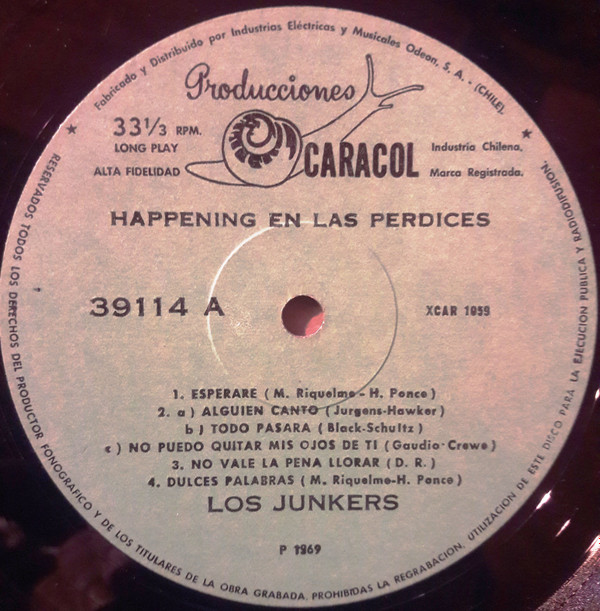 Fabricado y Distribuido por Industrias Eléctricas y Musicales Odeon, S. A. - (CHILE).
Producciones
CARACOL
33 1/3 RPM.
LONG PLAY
ALTA FIDELIDAD
Industria Chilena.
Marca Registrada.
HAPPENING EN LAS PERDICES
39114 A
XCAR 1059
1. ESPERARE (M. Riquelme-H. Ponce)
2. a) ALGUIEN CANTO (Jurgens-Hawker)
b) TODO PASARA (Black-Schultz)
c) NO PUEDO QUITAR MIS OJOS DE TI (Gaudio-Crewe)
3. NO VALE LA PENA LLORAR (D. R.)
4. DULCES PALABRAS (M. Riquelme-H. Ponce)
LOS JUNKERS
P 1969
RESERVADOS TODOS LOS DERECHOS DEL PRODUCTOR FONOGRAFICO Y DE LOS TITULARES DE LA OBRA GRABADA. PROHIBIDAS LA REGRABACION, UTILIZACION DE ESTE DISCO PARA LA EJECUCION PUBLICA Y RADIODIFUSION.